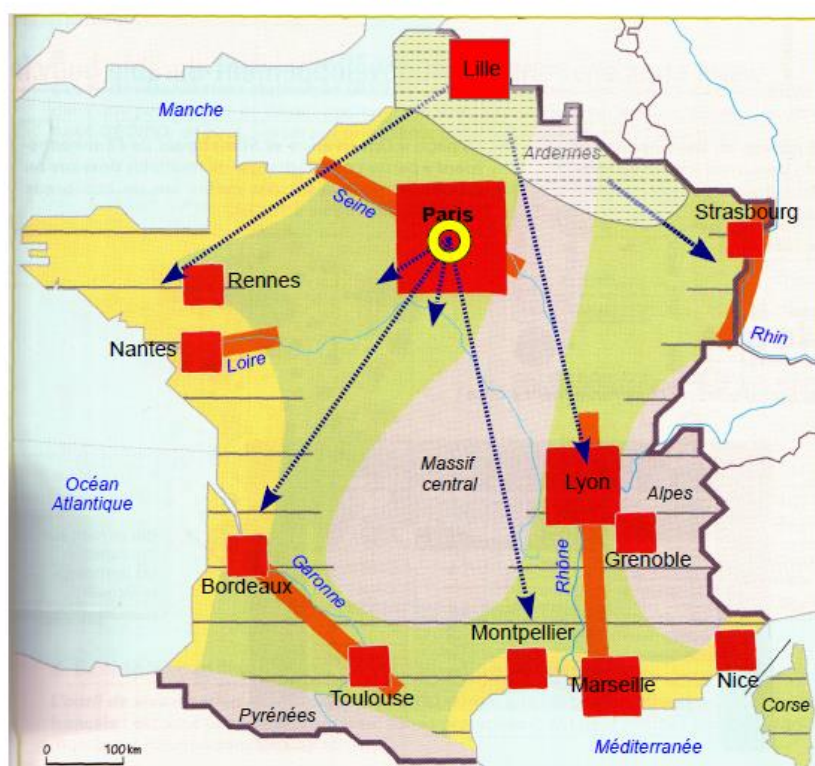 Lille
Manche
Ardennes
Seine
Paris
Strasbourg
Rennes
Nantes
Loire
Rhin
Océan
Atlantique
Massif
central
Lyon
Alpes
Grenoble
Rhône
Bordeaux
Garonne
Montpellier
Toulouse
Marseille
Nice
Corse
Pyrénées
Méditerranée
0 100 km